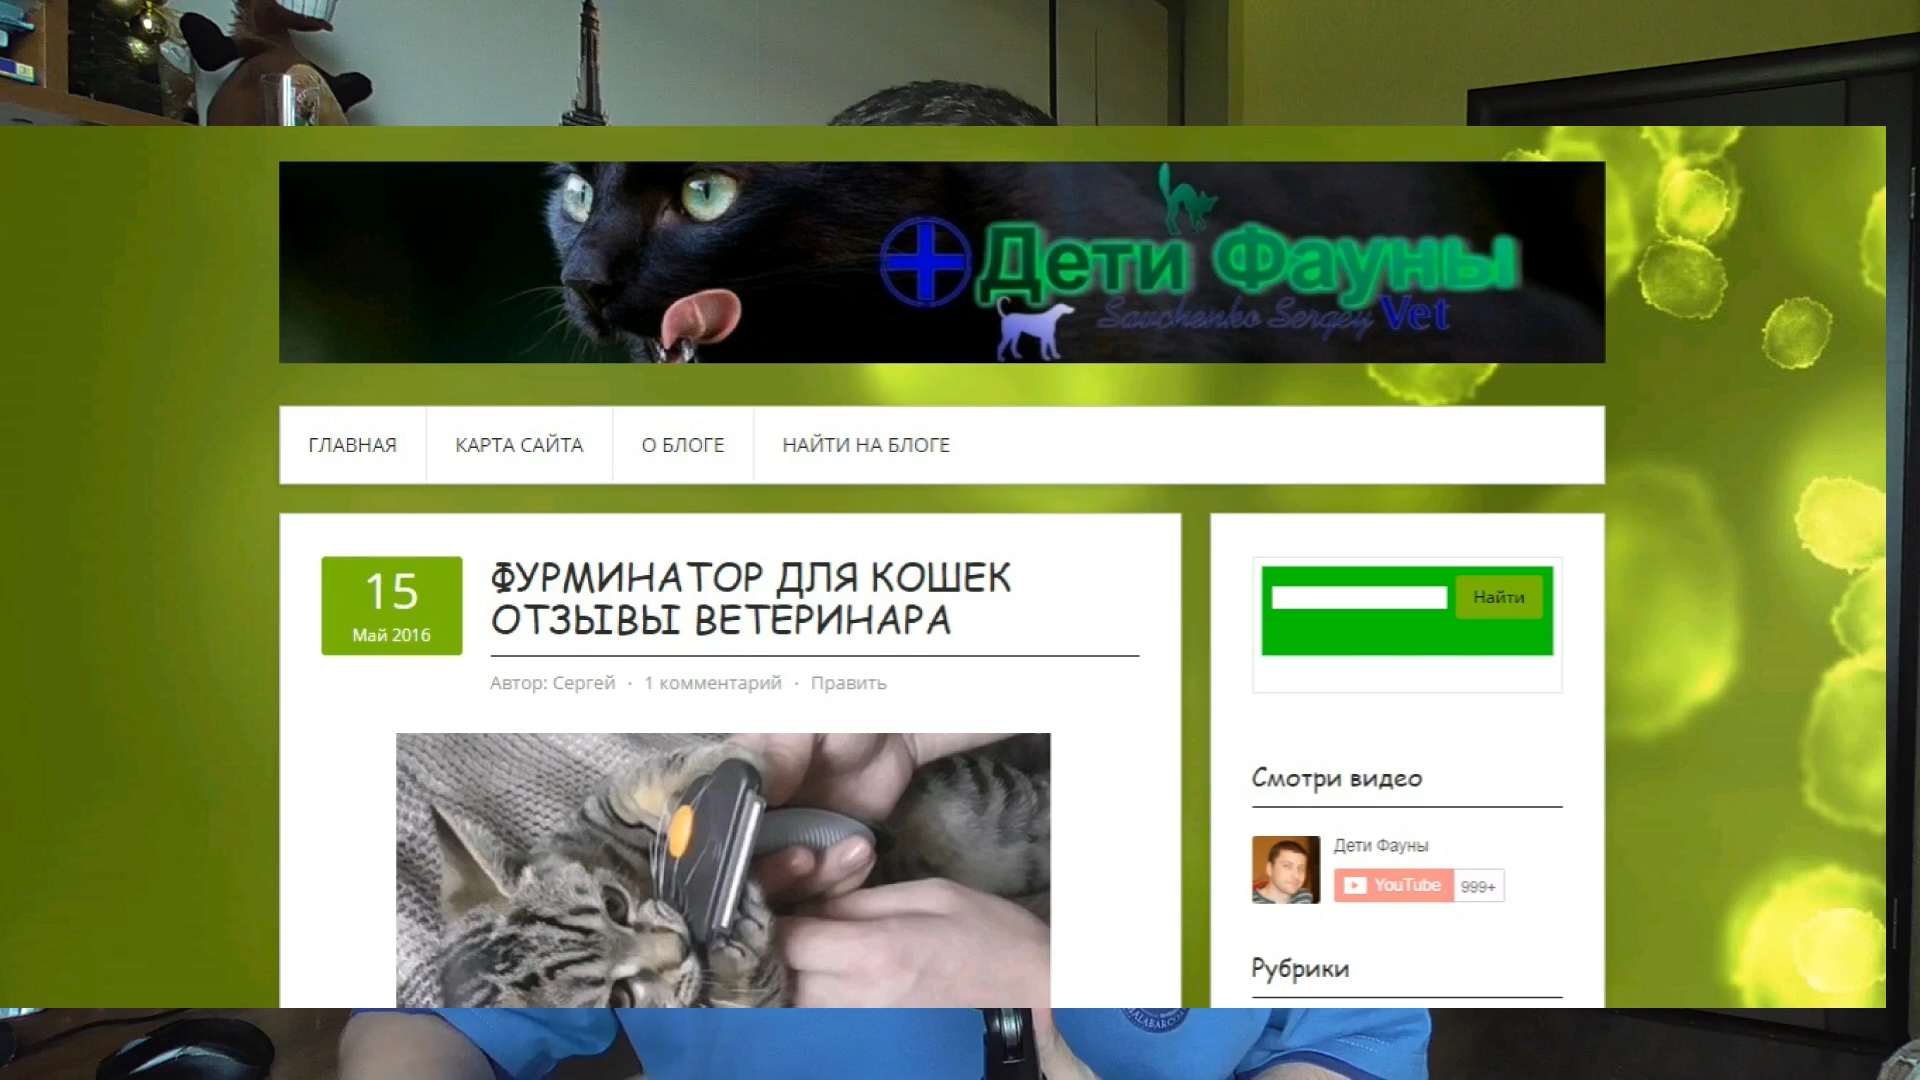 Дети Фауны
Savchenko Sergey Vet
ГЛАВНАЯ
КАРТА САЙТА
О БЛОГЕ
НАЙТИ НА БЛОГЕ
15
Май 2016
ФУРМИНАТОР ДЛЯ КОШЕК
ОТЗЫВЫ ВЕТЕРИНАРА
Автор: Сергей · 1 комментарий · Править
Найти
Смотри видео
Дети Фауны
YouTube 999+
Рубрики